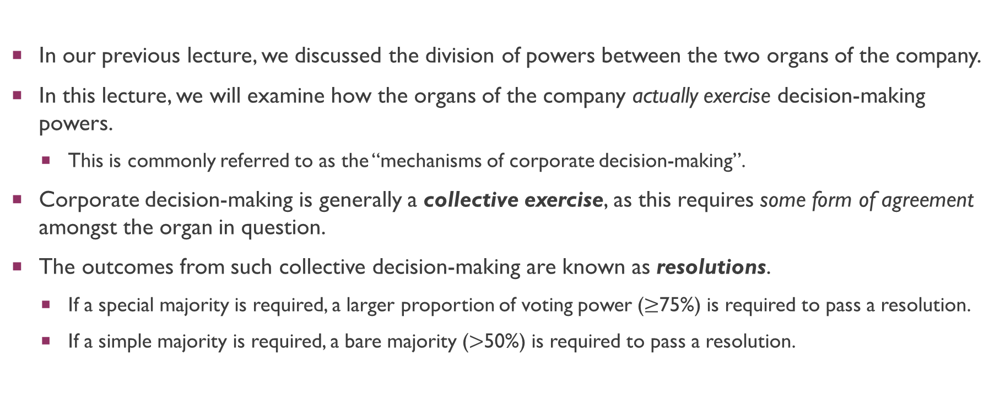 In our previous lecture, we discussed the division of powers between the two organs of the company.
In this lecture, we will examine how the organs of the company actually exercise decision-making
powers.
This is commonly referred to as the “mechanisms of corporate decision-making”.
Corporate decision-making is generally a collective exercise, as this requires some form of agreement
amongst the organ in question.
The outcomes from such collective decision-making are known as resolutions.
If a special majority is required, a larger proportion of voting power (≥75%) is required to pass a resolution.
If a simple majority is required, a bare majority (>50%) is required to pass a resolution.